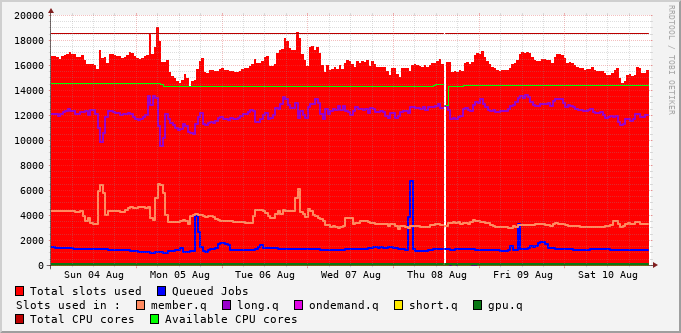 20000
18000
16000
14000
12000
10000
8000
6000
4000
2000
0
Sun 04 Aug Mon 05 Aug Tue 06 Aug Wed 07 Aug Thu 08 Aug Fri 09 Aug Sat 10 Aug
RRDTOOL / TOBI OETIKER
Total slots used Queued Jobs
Slots used in : member.q long.q ondemand.q short.q gpu.q
Total CPU cores Available CPU cores